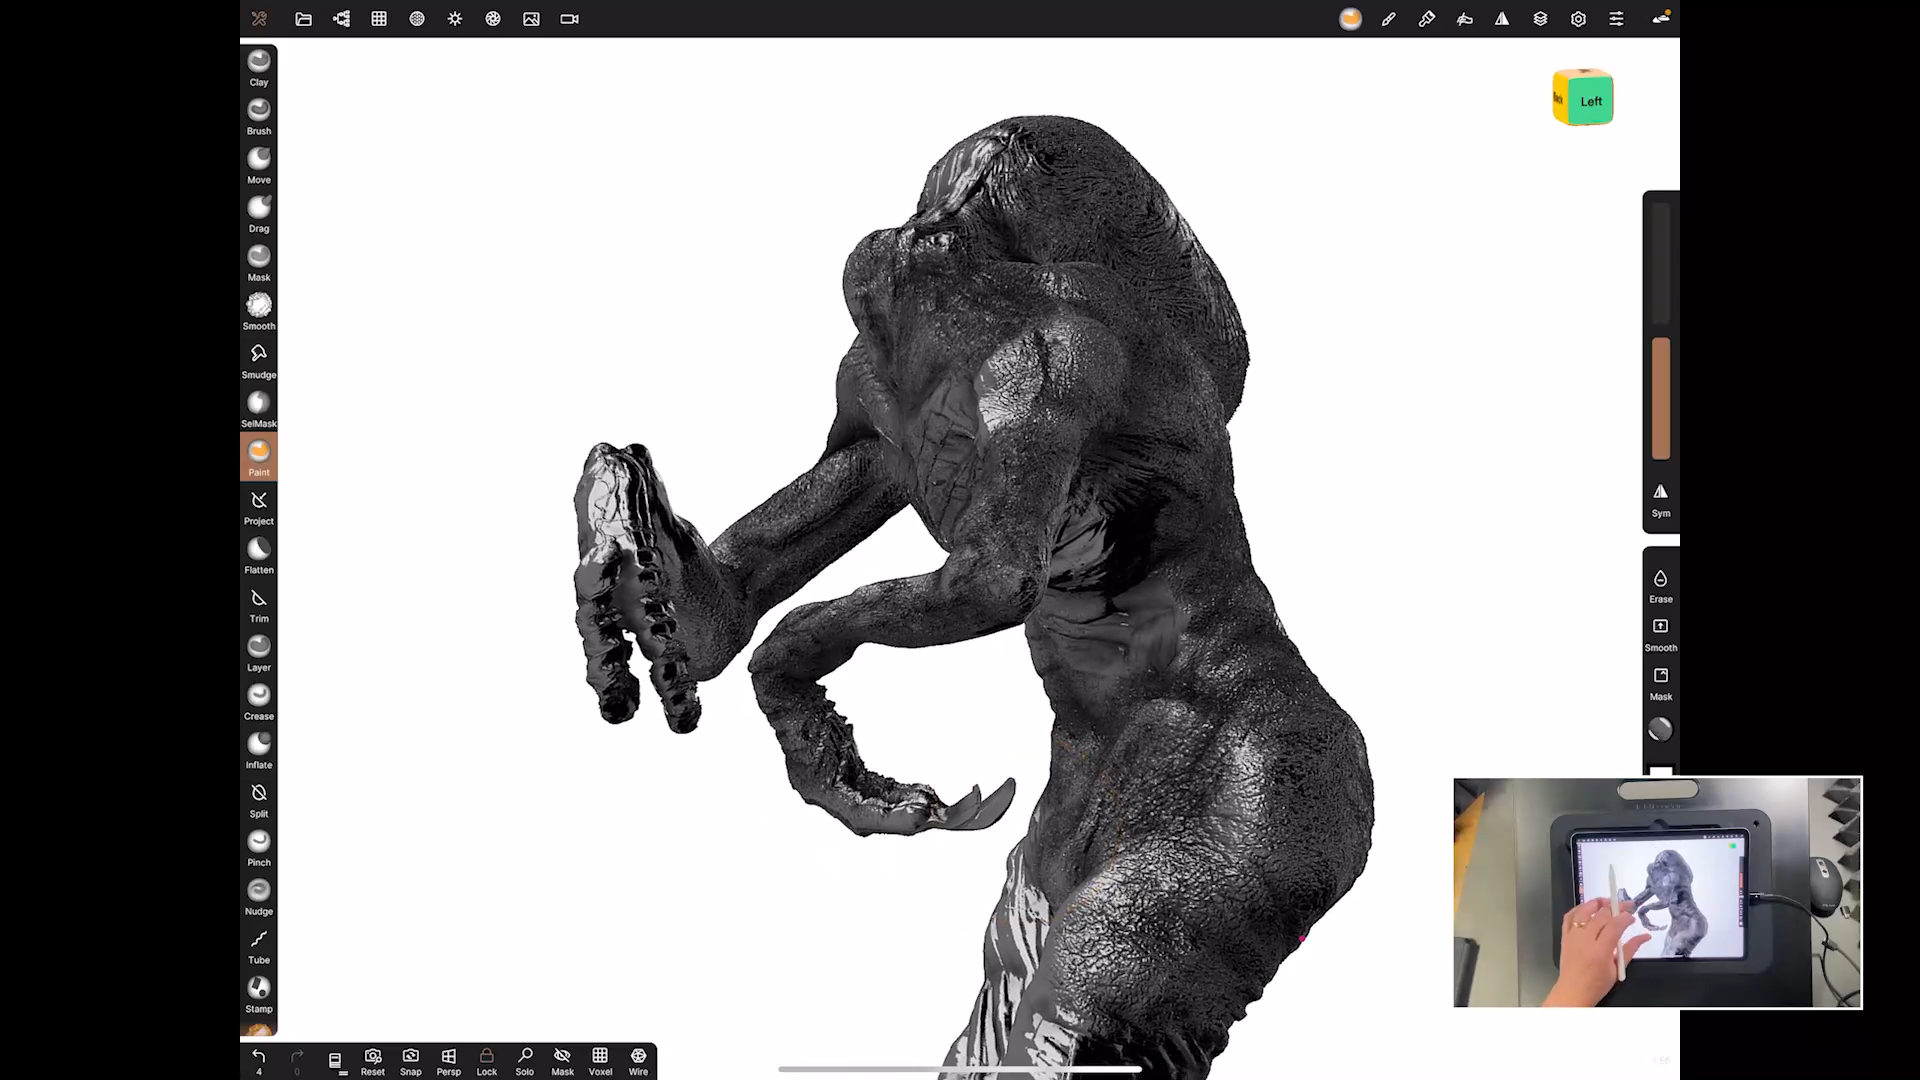 Clay
Brush
Move
Drag
Mask
Smooth
Smudge
SelMask
Paint
Project
Flatten
Trim
Layer
Crease
Inflate
Split
Pinch
Nudge
Tube
Stamp
Back
Left
Sym
Erase
Smooth
Mask
4
0
Reset
Snap
Persp
Lock
Solo
Mask
Voxel
Wire